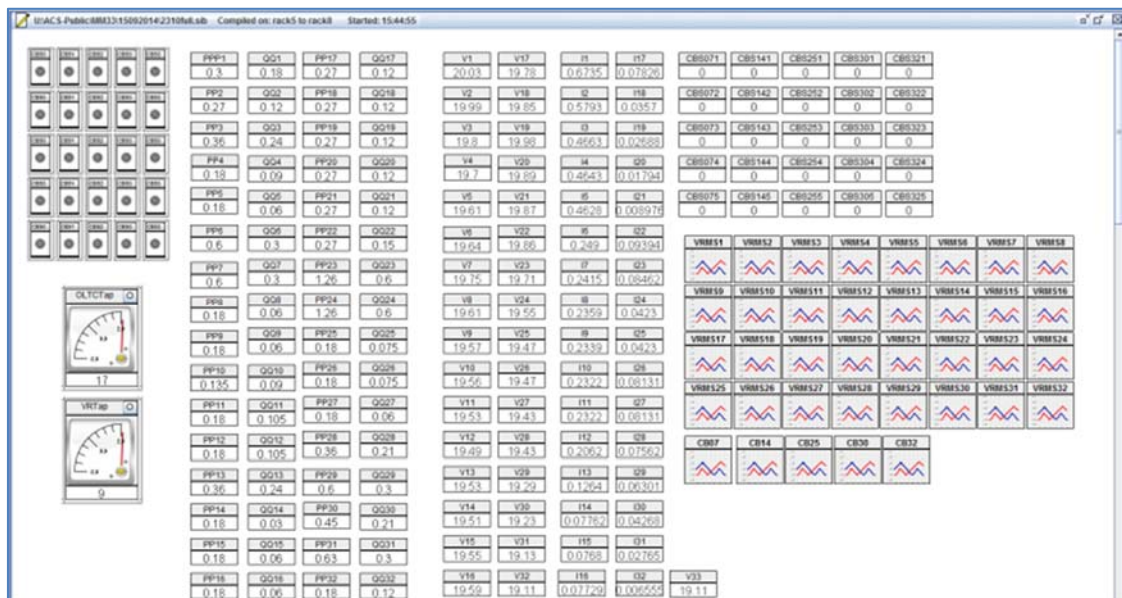 U:\ACS-Public\MM33\15092014\2310full.sib Compiled on: rack5 to rack8 Started: 15:44:55
PPP1 QQ1 PP17 QQ17 V1 V17 I1 I17 CBS071 CBS141 CBS251 CBS301 CBS321
0.3 0.18 0.27 0.12 20.03 19.78 0.6735 0.07826 0 0 0 0 0
PP2 QQ2 PP18 QQ18 V2 V18 I2 I18 CBS072 CBS142 CBS252 CBS302 CBS322
0.27 0.12 0.27 0.12 19.99 19.85 0.5793 0.0357 0 0 0 0 0
PP3 QQ3 PP19 QQ19 V3 V19 I3 I19 CBS073 CBS143 CBS253 CBS303 CBS323
0.36 0.24 0.27 0.12 19.8 19.98 0.4663 0.02688 0 0 0 0 0
PP4 QQ4 PP20 QQ20 V4 V20 I4 I20 CBS074 CBS144 CBS254 CBS304 CBS324
0.18 0.09 0.27 0.12 19.7 19.89 0.4643 0.01794 0 0 0 0 0
PP5 QQ5 PP21 QQ21 V5 V21 I5 I21 CBS075 CBS145 CBS255 CBS305 CBS325
0.18 0.06 0.27 0.12 19.61 19.87 0.4628 0.008976 0 0 0 0 0
PP6 QQ6 PP22 QQ22 V6 V22 I6 I22
0.6 0.3 0.27 0.15 19.64 19.86 0.249 0.09394
VRMS1 VRMS2 VRMS3 VRMS4 VRMS5 VRMS6 VRMS7 VRMS8
PP7 QQ7 PP23 QQ23 V7 V23 I7 I23
0.6 0.3 1.26 0.6 19.75 19.71 0.2415 0.08462
VRMS9 VRMS10 VRMS11 VRMS12 VRMS13 VRMS14 VRMS15 VRMS16
OLTCTap
17
PP8 QQ8 PP24 QQ24 V8 V24 I8 I24
0.18 0.06 1.26 0.6 19.61 19.55 0.2359 0.0423
PP9 QQ9 PP25 QQ25 V9 V25 I9 I25
0.18 0.06 0.18 0.075 19.57 19.47 0.2339 0.0423
VRMS17 VRMS18 VRMS19 VRMS20 VRMS21 VRMS22 VRMS23 VRMS24
PP10 QQ10 PP26 QQ26 V10 V26 I10 I26
0.135 0.09 0.18 0.075 19.56 19.47 0.2322 0.08131
VRMS25 VRMS26 VRMS27 VRMS28 VRMS29 VRMS30 VRMS31 VRMS32
VRTap
9
PP11 QQ11 PP27 QQ27 V11 V27 I11 I27
0.18 0.105 0.18 0.06 19.53 19.43 0.2322 0.08131
PP12 QQ12 PP28 QQ28 V12 V28 I12 I28
0.18 0.105 0.36 0.21 19.49 19.43 0.2062 0.07562
CB07 CB14 CB25 CB30 CB32
PP13 QQ13 PP29 QQ29 V13 V29 I13 I29
0.36 0.24 0.6 0.3 19.53 19.29 0.1264 0.06301
PP14 QQ14 PP30 QQ30 V14 V30 I14 I30
0.18 0.03 0.45 0.21 19.51 19.23 0.07762 0.04268
PP15 QQ15 PP31 QQ31 V15 V31 I15 I31
0.18 0.06 0.63 0.3 19.55 19.13 0.0768 0.02765
PP16 QQ16 PP32 QQ32 V16 V32 I16 I32 V33
0.18 0.06 0.18 0.12 19.59 19.11 0.07729 0.006555 19.11